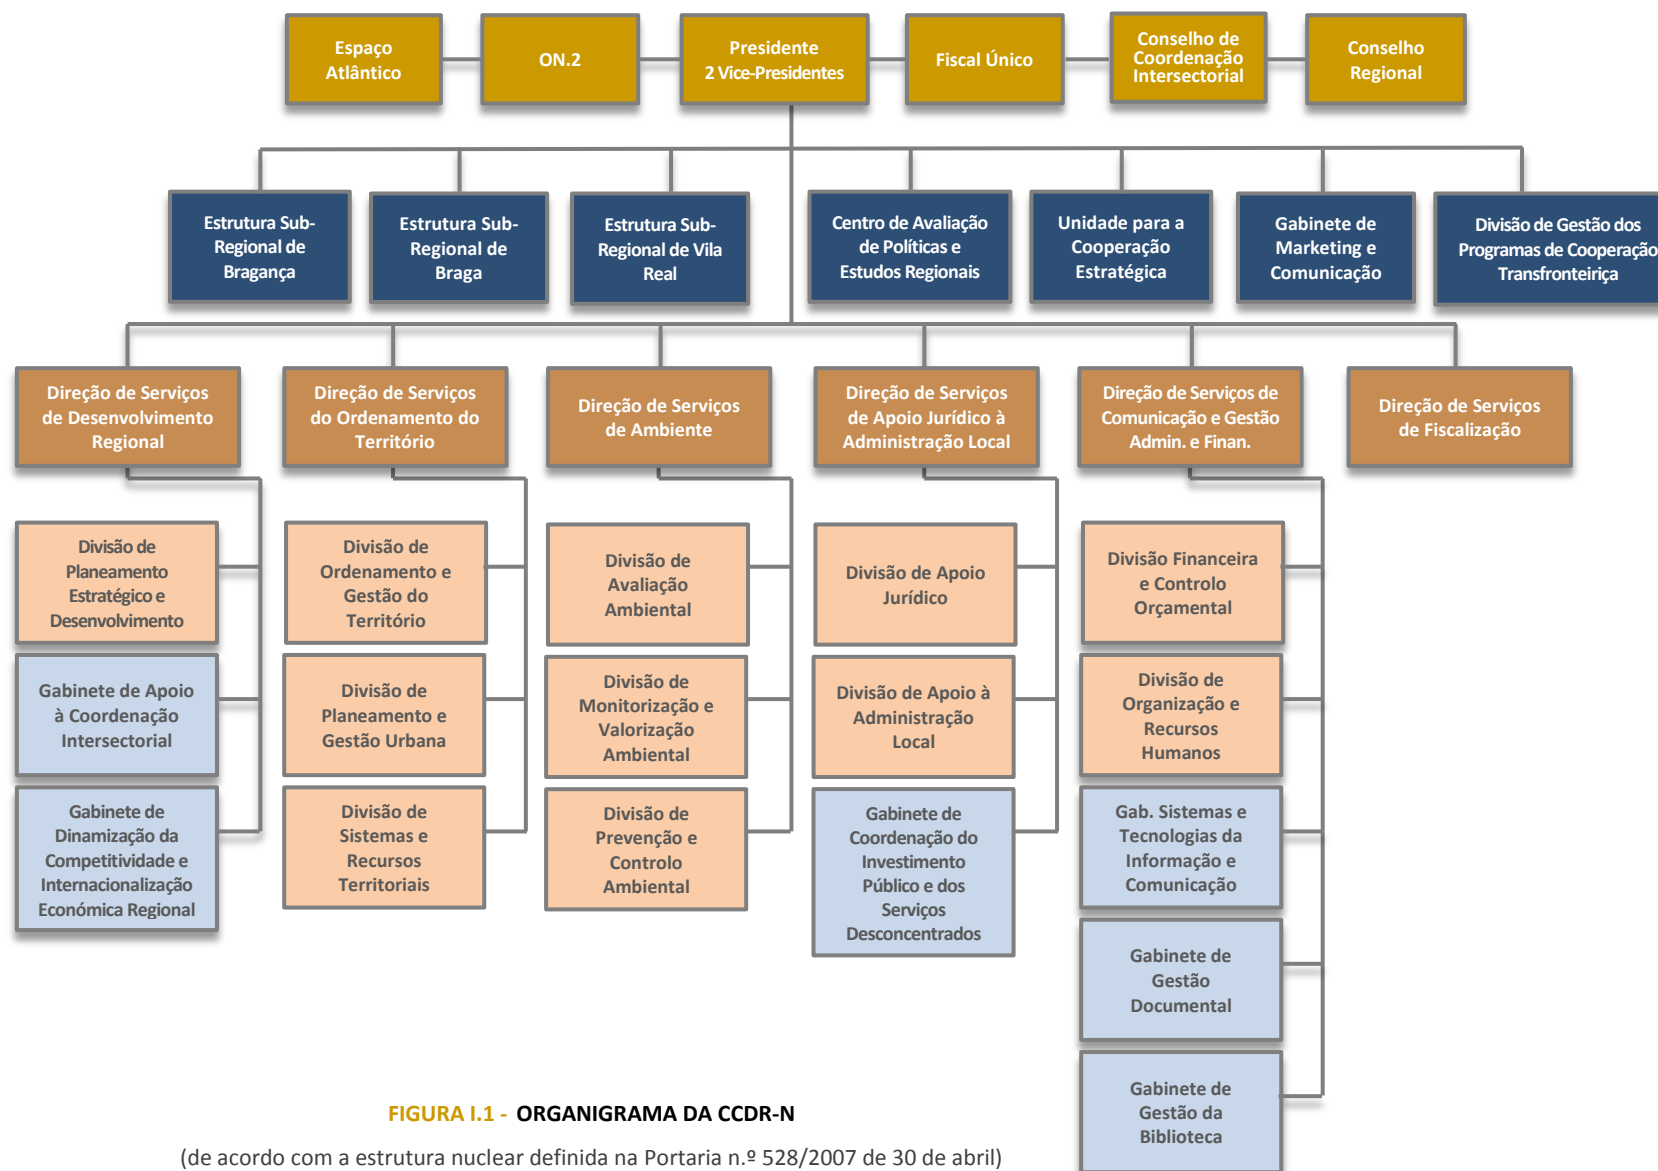 Espaço
Atlântico
ON.2
Presidente
2 Vice-Presidentes
Fiscal Único
Conselho de
Coordenação
Intersectorial
Conselho
Regional
Estrutura Sub-
Regional de
Bragança
Estrutura Sub-
Regional de
Braga
Estrutura Sub-
Regional de Vila
Real
Centro de Avaliação
de Políticas e
Estudos Regionais
Unidade para a
Cooperação
Estratégica
Gabinete de
Marketing e
Comunicação
Divisão de Gestão dos
Programas de Cooperação
Transfronteiriça
Direção de Serviços
de Desenvolvimento
Regional
Direção de Serviços
do Ordenamento do
Território
Direção de Serviços
de Ambiente
Direção de Serviços
de Apoio Jurídico à
Administração Local
Direção de Serviços de
Comunicação e Gestão
Admin. e Finan.
Direção de Serviços
de Fiscalização
Divisão de
Planeamento
Estratégico e
Desenvolvimento
Divisão de
Ordenamento e
Gestão do
Território
Divisão de
Avaliação
Ambiental
Divisão de Apoio
Jurídico
Divisão Financeira
e Controlo
Orçamental
Gabinete de Apoio
à Coordenação
Intersectorial
Divisão de
Planeamento e
Gestão Urbana
Divisão de
Monitorização e
Valorização
Ambiental
Divisão de Apoio à
Administração
Local
Divisão de
Organização e
Recursos
Humanos
Gabinete de
Dinamização da
Competitividade e
Internacionalização
Económica Regional
Divisão de
Sistemas e
Recursos
Territoriais
Divisão de
Prevenção e
Controlo
Ambiental
Gabinete de
Coordenação do
Investimento
Público e dos
Serviços
Desconcentrados
Gab. Sistemas e
Tecnologias da
Informação e
Comunicação
Gabinete de
Gestão
Documental
Gabinete de
Gestão da
Biblioteca
FIGURA I.1 - ORGANIGRAMA DA CCDR-N
(de acordo com a estrutura nuclear definida na Portaria n.º 528/2007 de 30 de abril)